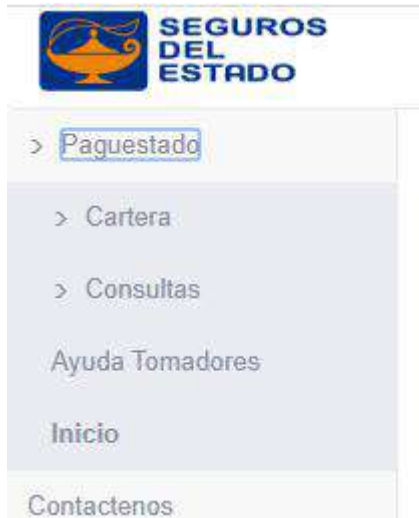 SEGUROS
DEL
ESTADO
> Paguestado
> Cartera
> Consultas
Ayuda Tomadores
Inicio
Contactenos